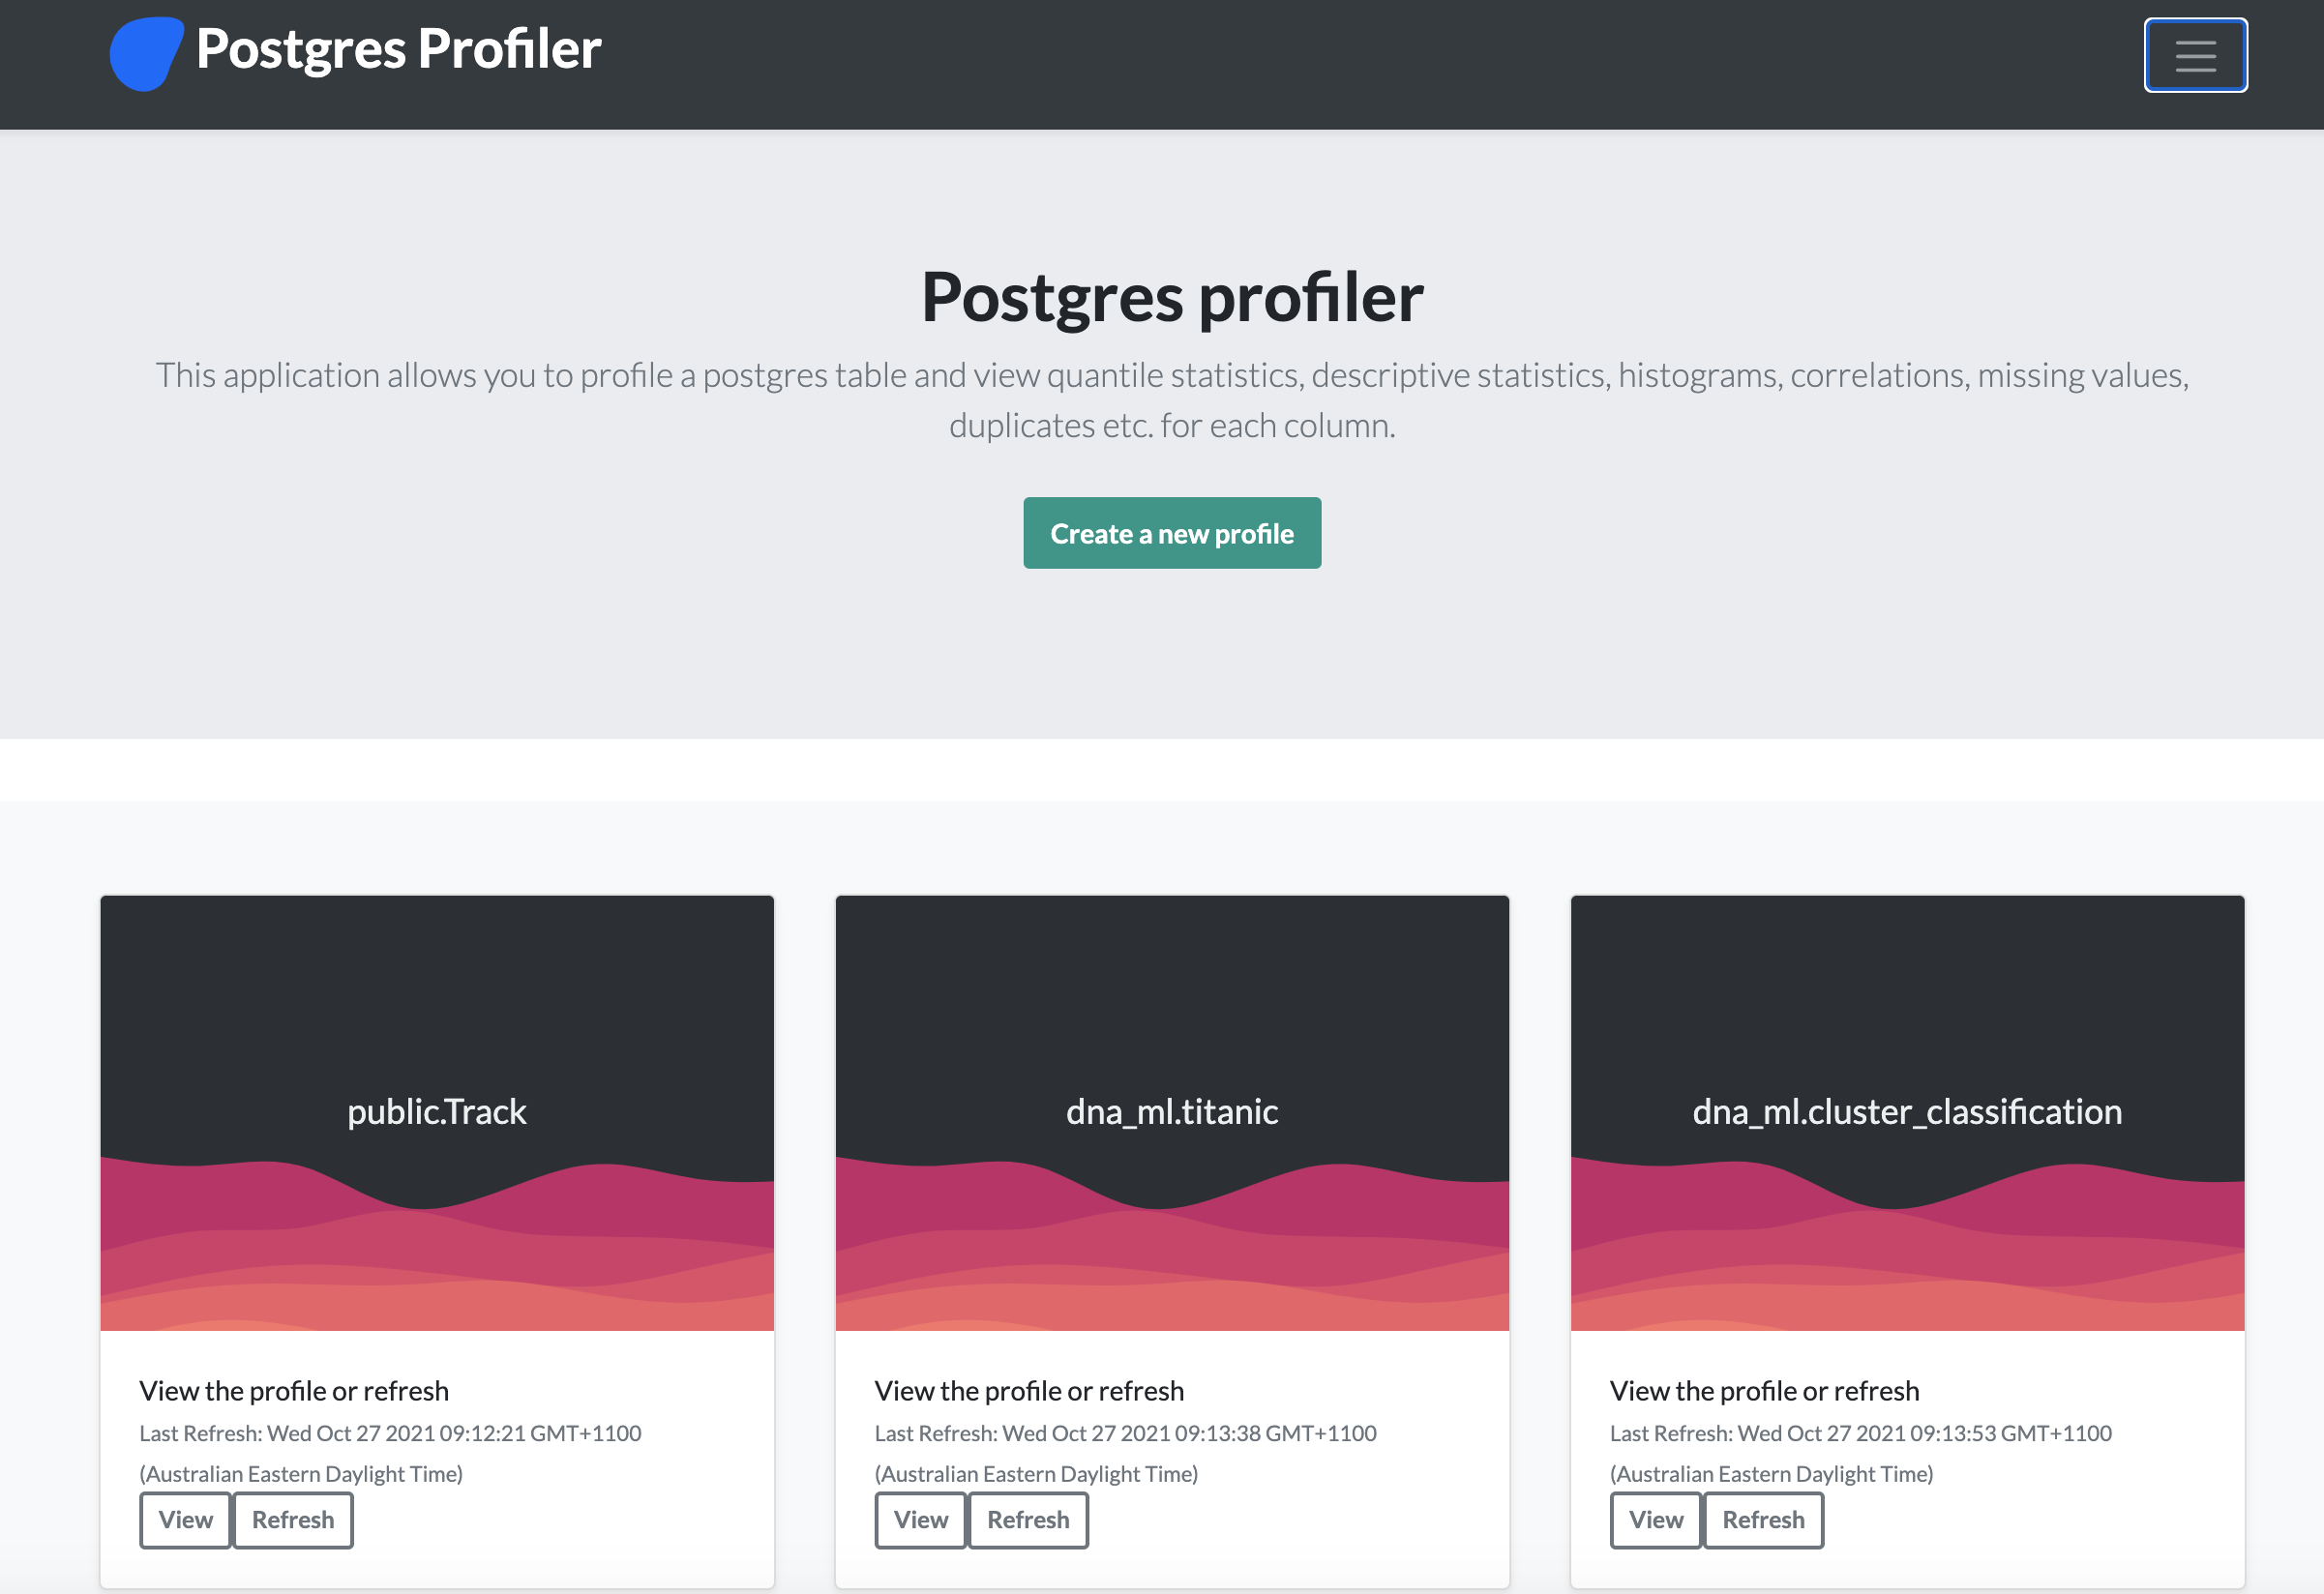 Postgres Profiler
Postgres profiler
This application allows you to profile a postgres table and view quantile statistics, descriptive statistics, histograms, correlations, missing values,
duplicates etc. for each column.
Create a new profile
public.Track
View the profile or refresh
Last Refresh: Wed Oct 27 2021 09:12:21 GMT+1100
(Australian Eastern Daylight Time)
View Refresh
dna_ml.titanic
View the profile or refresh
Last Refresh: Wed Oct 27 2021 09:13:38 GMT+1100
(Australian Eastern Daylight Time)
View Refresh
dna_ml.cluster_classification
View the profile or refresh
Last Refresh: Wed Oct 27 2021 09:13:53 GMT+1100
(Australian Eastern Daylight Time)
View Refresh